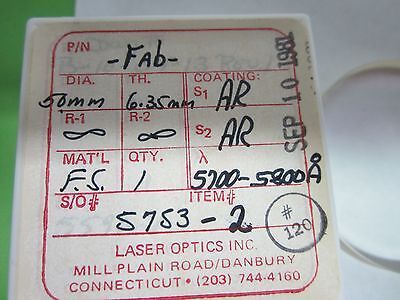 P/N
-FAB-
DIA. TH. COATING:
50mm 6.35mm S1 AR
R-1 R-2
∞ ∞ S2 AR
MAT'L QTY. λ
F.S. 1 5700-5800Å
S/O# ITEM#
5753-2
# 120
LASER OPTICS INC.
MILL PLAIN ROAD/DANBURY
CONNECTICUT • (203) 744-4160
SEP 10 1981